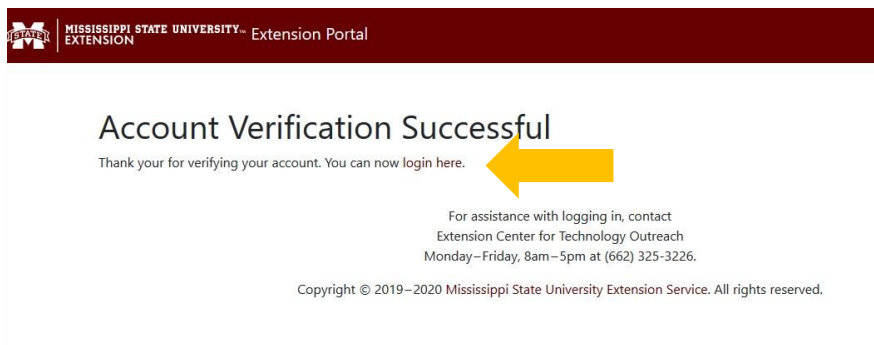 STATE
MISSISSIPPI STATE UNIVERSITY™
EXTENSION
Extension Portal
Account Verification Successful
Thank your for verifying your account. You can now login here.
For assistance with logging in, contact
Extension Center for Technology Outreach
Monday–Friday, 8am–5pm at (662) 325-3226.
Copyright © 2019–2020 Mississippi State University Extension Service. All rights reserved.